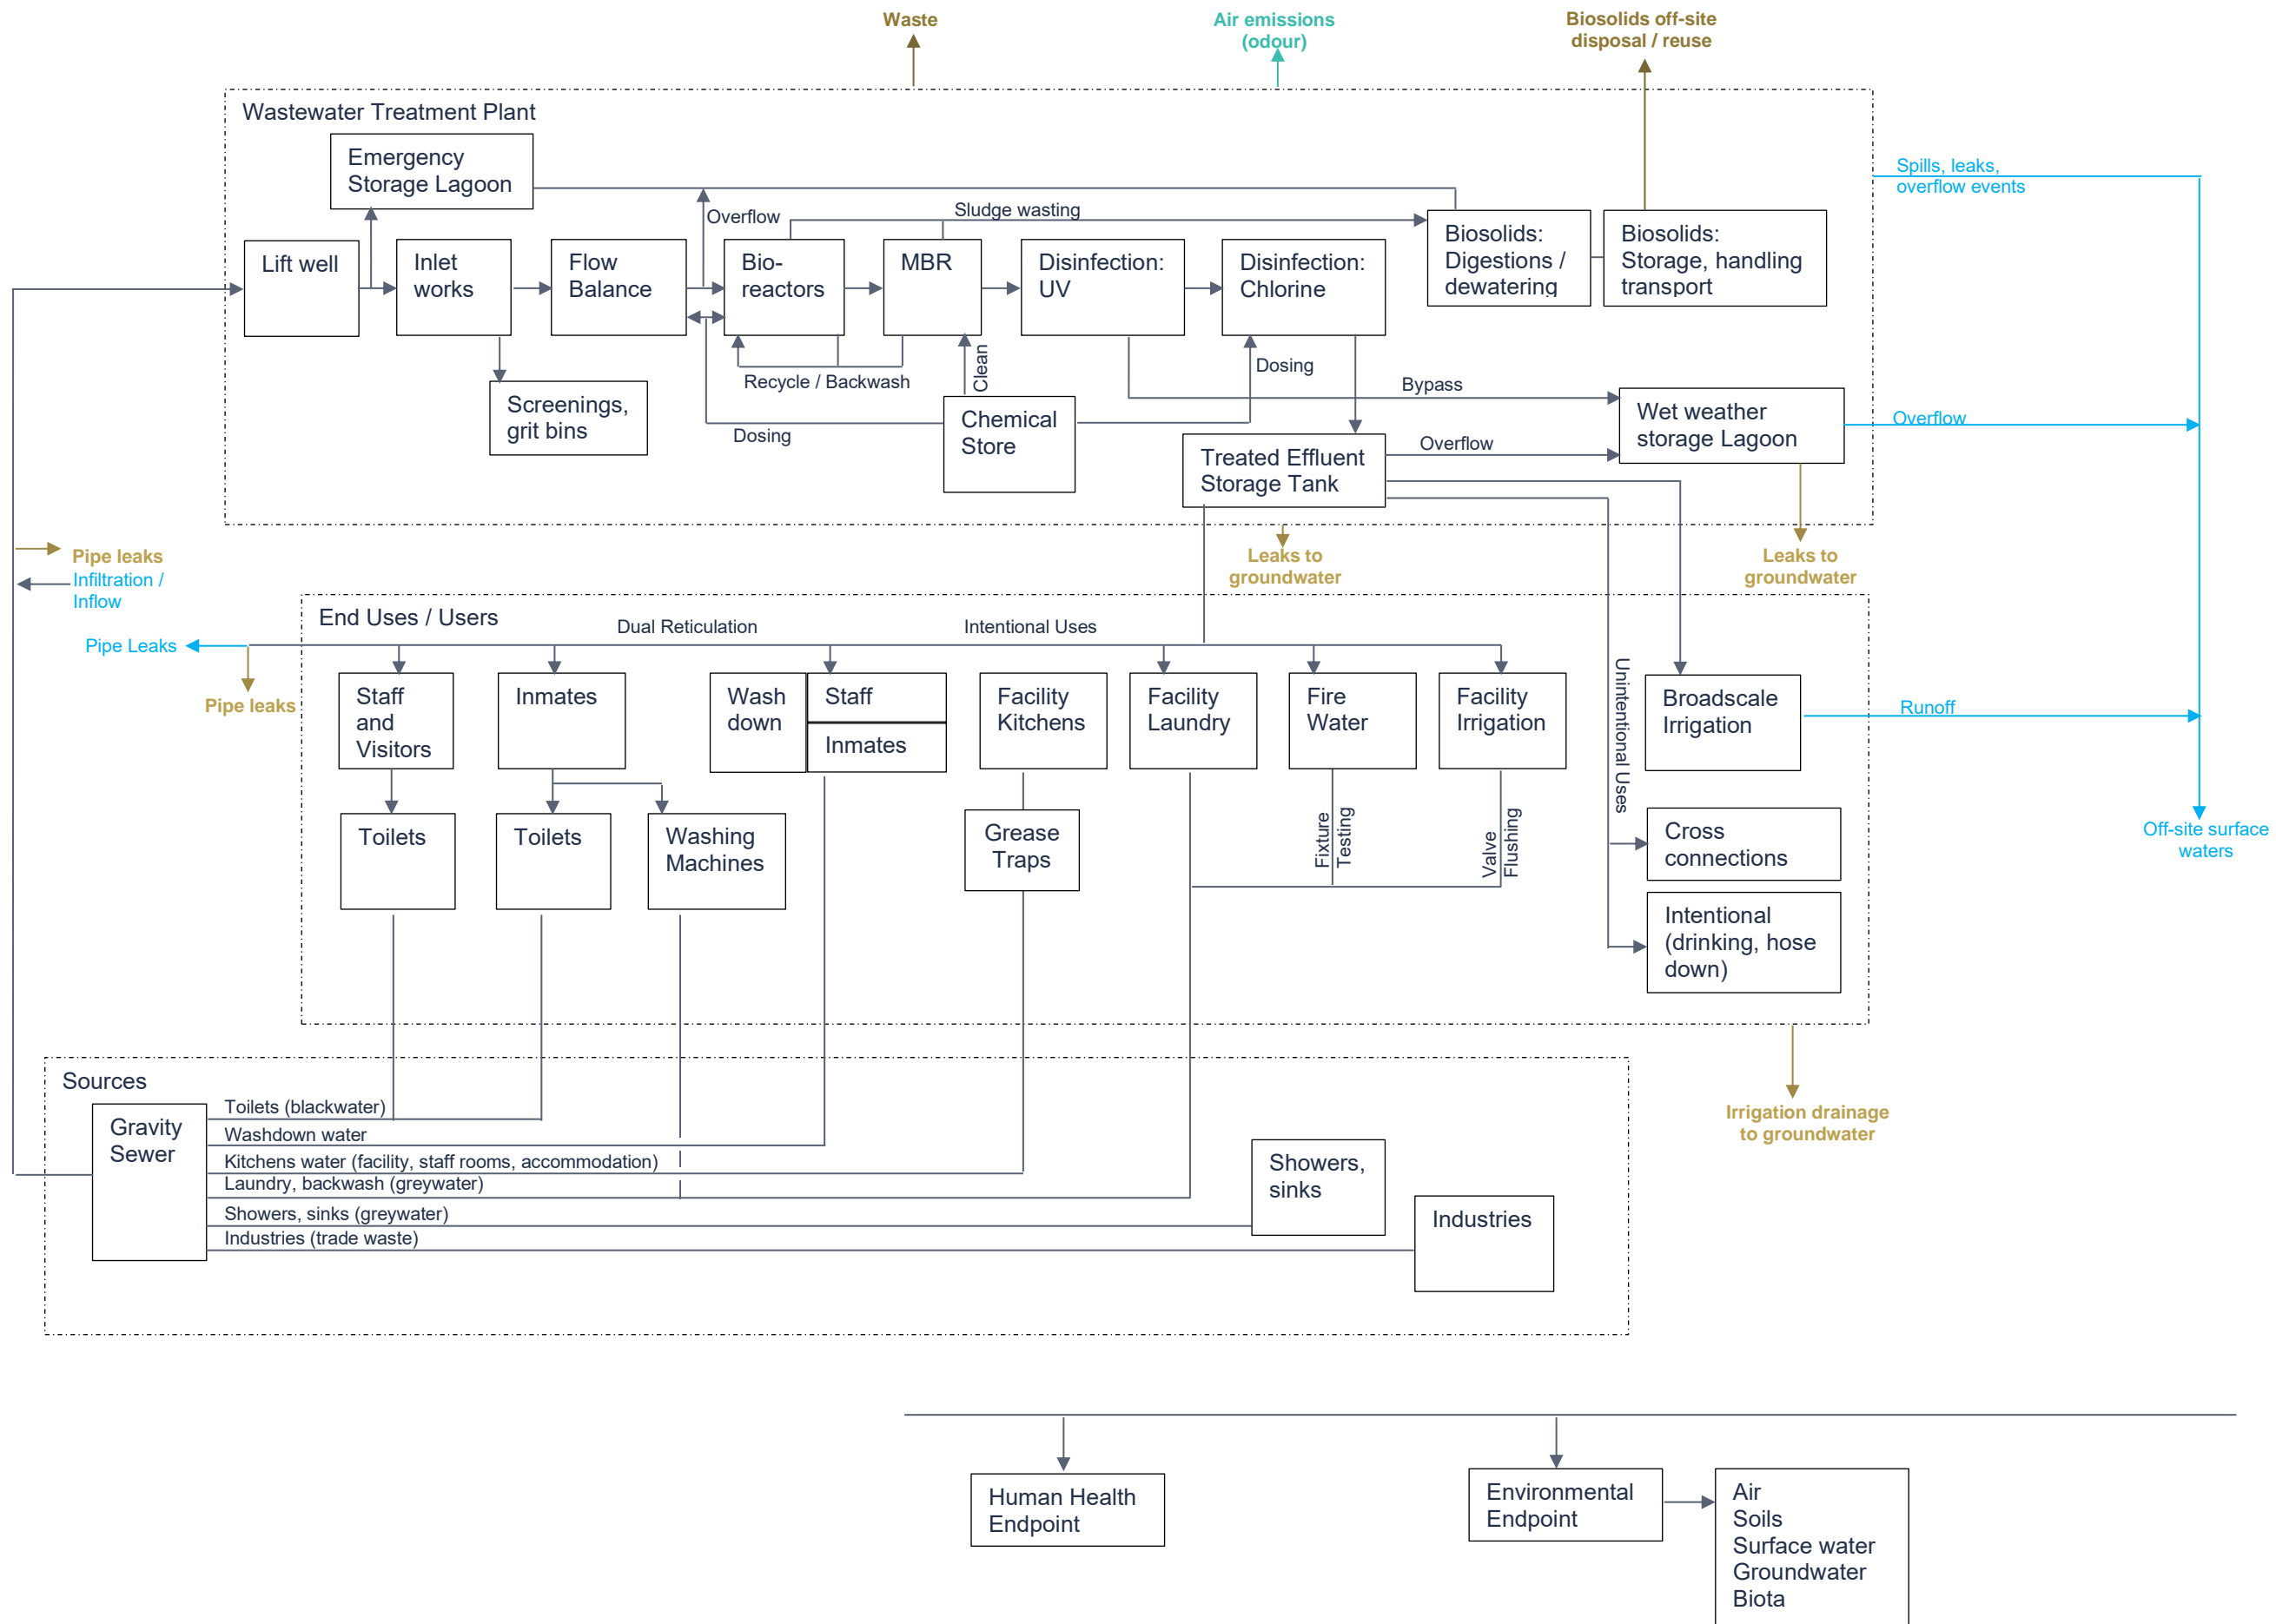 Waste
Air emissions
(odour)
Biosolids off-site
disposal / reuse
Wastewater Treatment Plant
Emergency
Storage Lagoon
Spills, leaks,
overflow events
Overflow
Sludge wasting
Lift well
Inlet
works
Flow
Balance
Bio-
reactors
MBR
Disinfection:
UV
Disinfection:
Chlorine
Biosolids:
Digestions /
dewatering
Biosolids:
Storage, handling
transport
Recycle / Backwash
Clean
Dosing
Bypass
Screenings,
grit bins
Dosing
Chemical
Store
Wet weather
storage Lagoon
Overflow
Treated Effluent
Storage Tank
Overflow
Pipe leaks
Infiltration /
Inflow
Leaks to
groundwater
Leaks to
groundwater
End Uses / Users
Dual Reticulation
Intentional Uses
Pipe Leaks
Pipe leaks
Staff
and
Visitors
Inmates
Wash
down
Staff
Inmates
Facility
Kitchens
Facility
Laundry
Fire
Water
Facility
Irrigation
Unintentional Uses
Broadscale
Irrigation
Runoff
Toilets
Toilets
Washing
Machines
Grease
Traps
Fixture
Testing
Valve
Flushing
Cross
connections
Off-site surface
waters
Intentional
(drinking, hose
down)
Sources
Gravity
Sewer
Toilets (blackwater)
Washdown water
Kitchens water (facility, staff rooms, accommodation)
Laundry, backwash (greywater)
Showers, sinks (greywater)
Industries (trade waste)
Showers,
sinks
Industries
Irrigation drainage
to groundwater
Human Health
Endpoint
Environmental
Endpoint
Air
Soils
Surface water
Groundwater
Biota